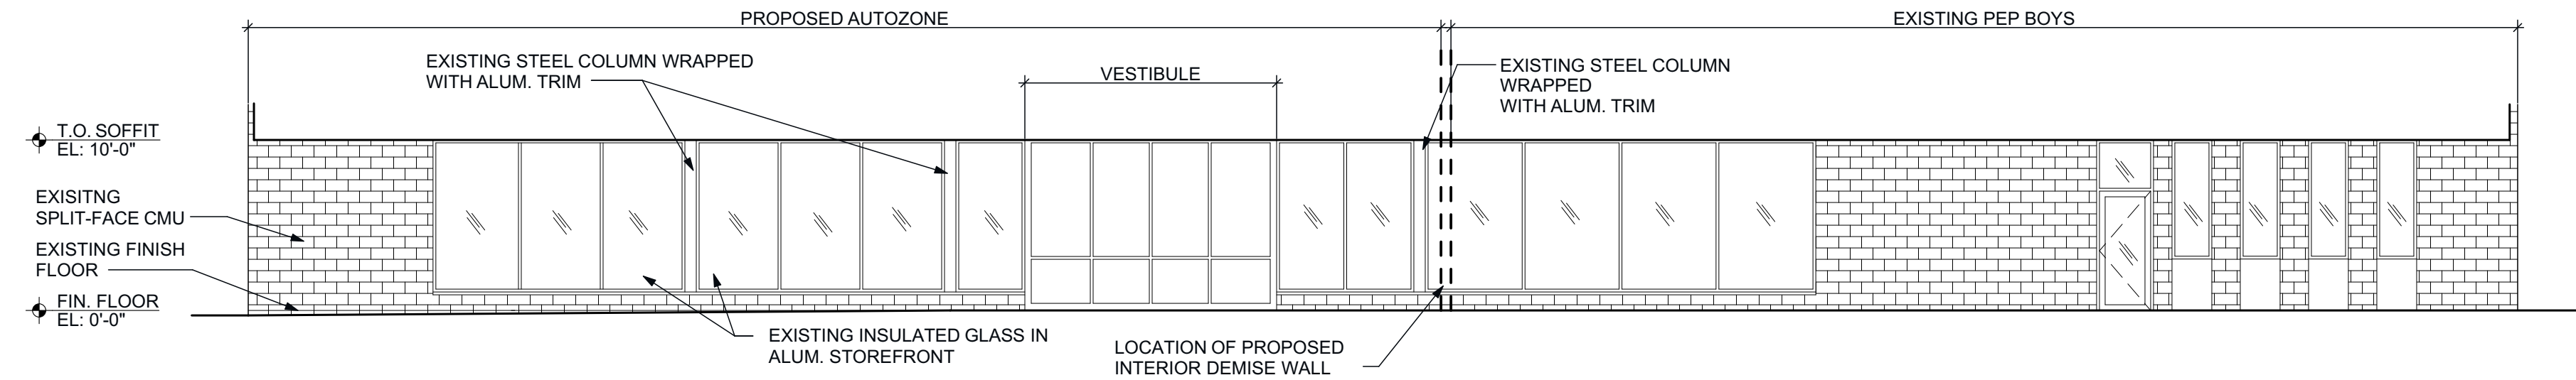 PROPOSED AUTOZONE
EXISTING PEP BOYS
EXISTING STEEL COLUMN WRAPPED
WITH ALUM. TRIM
VESTIBULE
EXISTING STEEL COLUMN
WRAPPED
WITH ALUM. TRIM
T.O. SOFFIT
EL: 10'-0"
EXISITNG
SPLIT-FACE CMU
EXISTING FINISH
FLOOR
FIN. FLOOR
EL: 0'-0"
EXISTING INSULATED GLASS IN
ALUM. STOREFRONT
LOCATION OF PROPOSED
INTERIOR DEMISE WALL